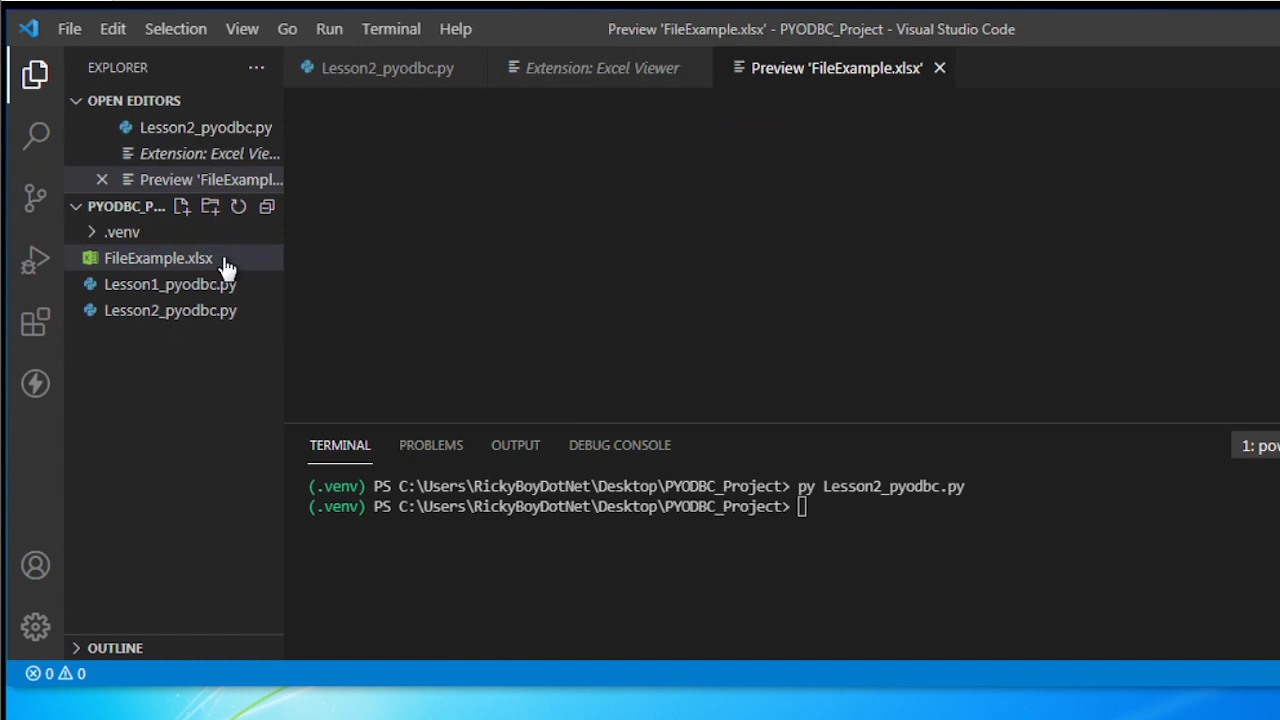 File Edit Selection View Go Run Terminal Help Preview 'FileExample.xlsx' - PYODBC_Project - Visual Studio Code
EXPLORER ... Lesson2_pyodbc.py Extension: Excel Viewer Preview 'FileExample.xlsx'
OPEN EDITORS
Lesson2_pyodbc.py
Extension: Excel Vie...
Preview 'FileExampl...
PYODBC_P...
.venv
FileExample.xlsx
Lesson1_pyodbc.py
Lesson2_pyodbc.py
OUTLINE
TERMINAL PROBLEMS OUTPUT DEBUG CONSOLE 1: pow
(.venv) PS C:\Users\RickyBoyDotNet\Desktop\PYODBC_Project> py Lesson2_pyodbc.py
(.venv) PS C:\Users\RickyBoyDotNet\Desktop\PYODBC_Project>
0 0